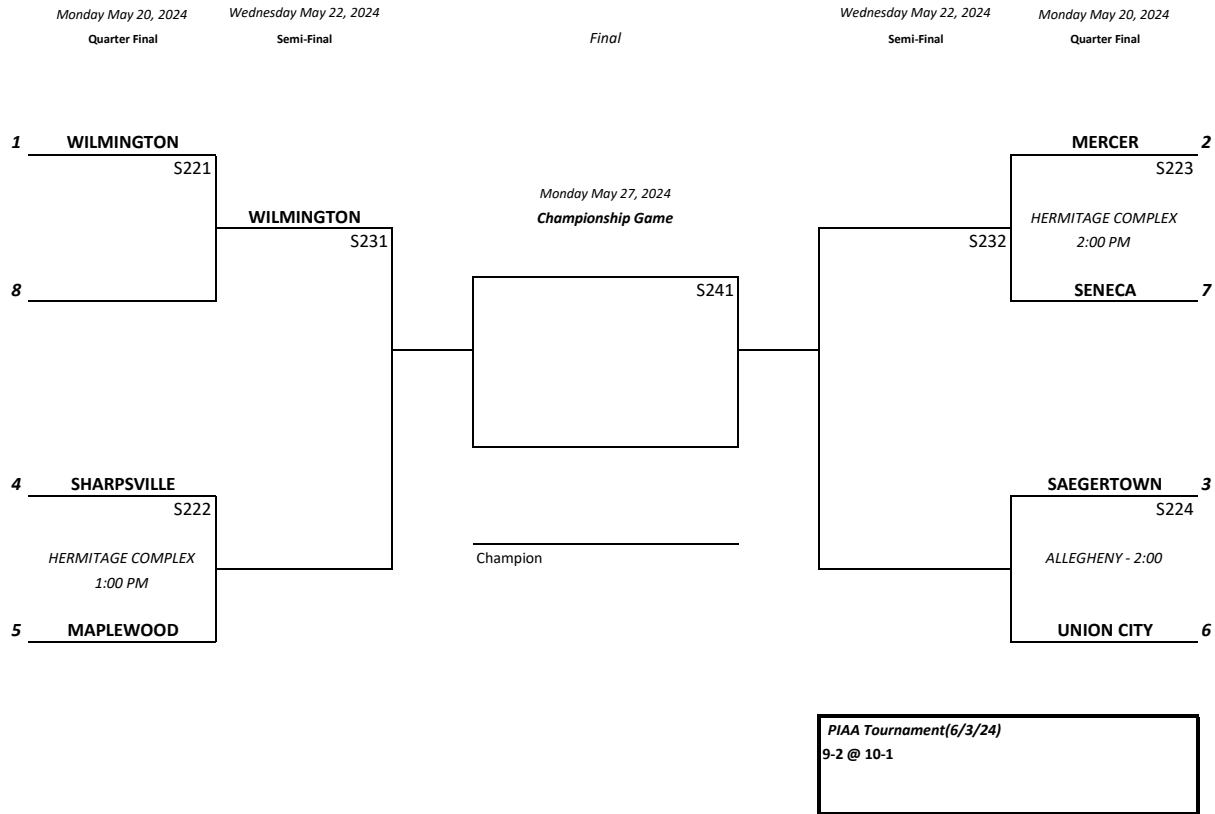 Monday May 20, 2024
Wednesday May 22, 2024
Wednesday May 22, 2024
Monday May 20, 2024
Quarter Final
Semi-Final
Final
Semi-Final
Quarter Final
1
WILMINGTON
S221
WILMINGTON
S231
8
4
SHARPSVILLE
S222
HERMITAGE COMPLEX
1:00 PM
5
MAPLEWOOD
Monday May 27, 2024
Championship Game
S241
Champion
MERCER
2
S223
HERMITAGE COMPLEX
2:00 PM
S232
SENECA
7
SAEGERTOWN
3
S224
ALLEGHENY - 2:00
UNION CITY
6
PIAA Tournament(6/3/24)
9-2 @ 10-1